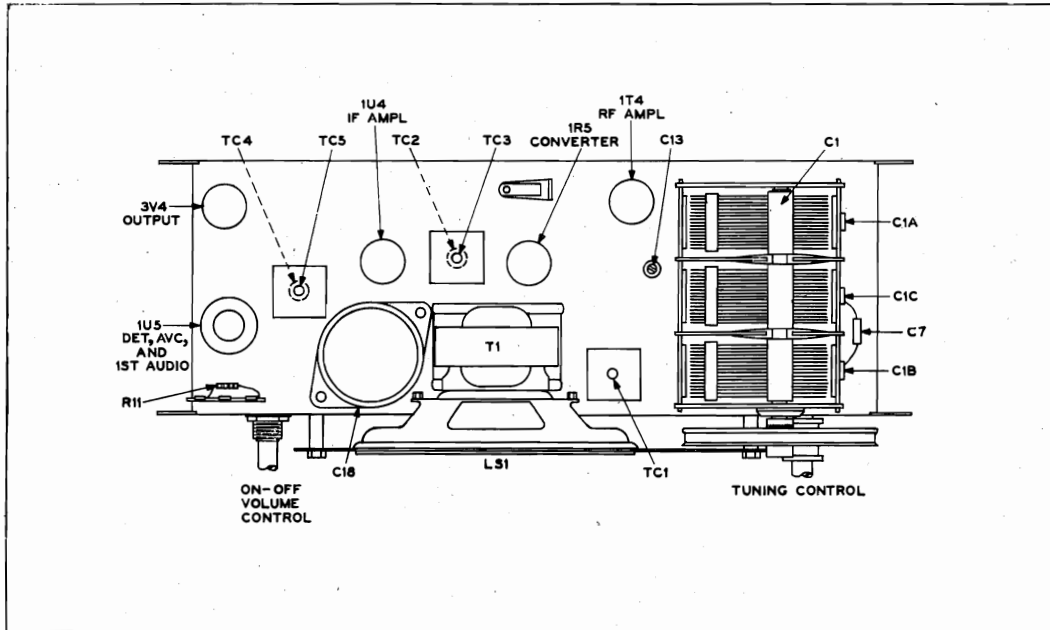 1U4
IF AMPL
1T4
RF AMPL
TC4
TC5
TC2
TC3
1R5
CONVERTER
C13
C1
3V4
OUTPUT
C1A
C1C
1U5
DET, AVC,
AND
1ST AUDIO
T1
C7
C1B
R11
C18
LS1
TC1
ON-OFF
VOLUME
CONTROL
TUNING CONTROL